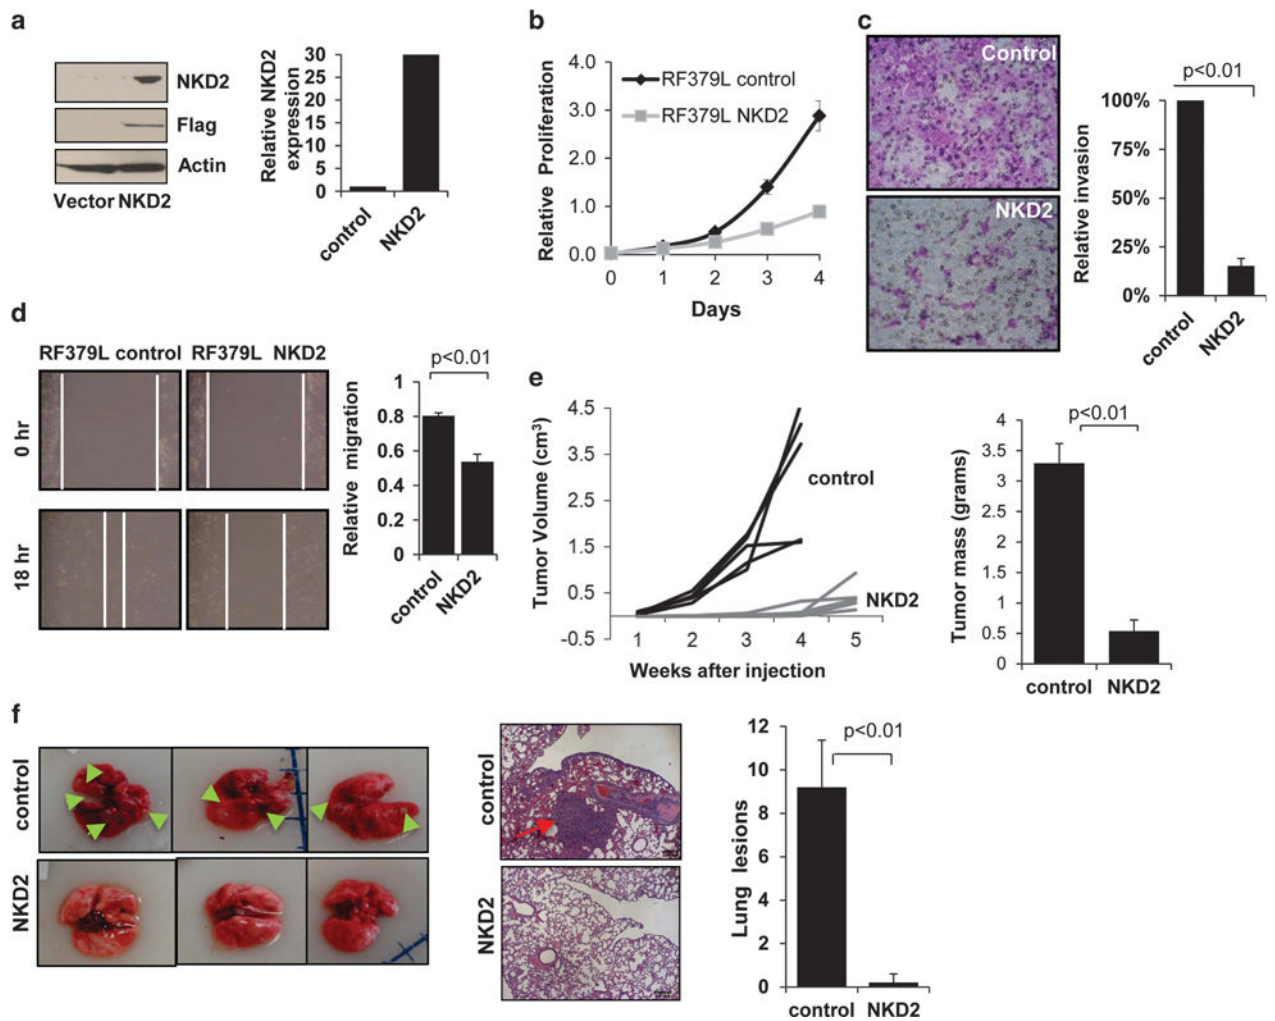 a
NKD2
Flag
Actin
Vector NKD2
Relative NKD2
expression
30
25
20
15
10
5
0
control
NKD2
b
Relative Proliferation
4.0
3.0
2.0
1.0
0.0
RF379L control
RF379L NKD2
0 1 2 3 4
Days
c
Control
NKD2
p<0.01
Relative invasion
100%
75%
50%
25%
0%
control
NKD2
d
RF379L control
RF379L NKD2
0 hr
18 hr
p<0.01
Relative migration
1
0.8
0.6
0.4
0.2
0
control
NKD2
e
Tumor Volume (cm³)
4.5
3.5
2.5
1.5
0.5
-0.5
control
NKD2
1 2 3 4 5
Weeks after injection
p<0.01
Tumor mass (grams)
4
3.5
3
2.5
2
1.5
1
0.5
0
control NKD2
f
control
NKD2
control
NKD2
p<0.01
Lung lesions
12
10
8
6
4
2
0
control NKD2